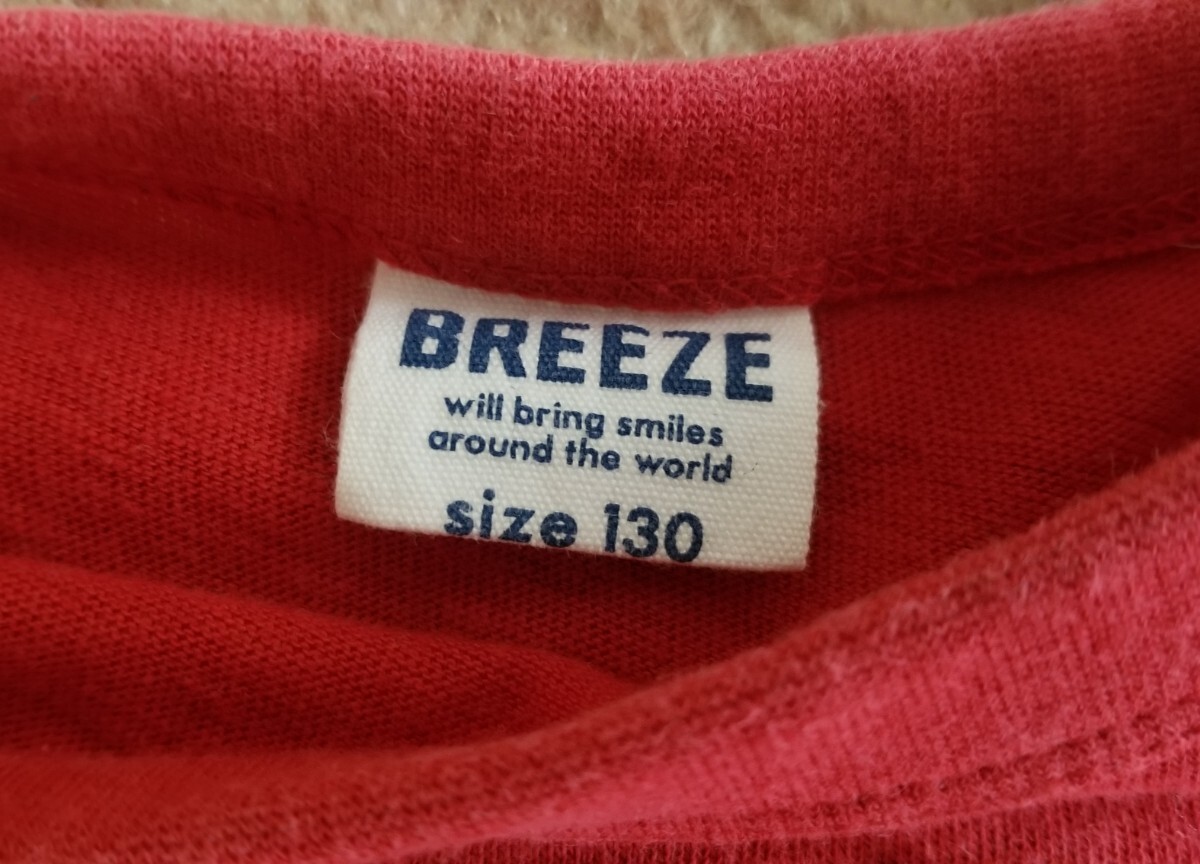 BREEZE
will bring smiles
around the world
size 130